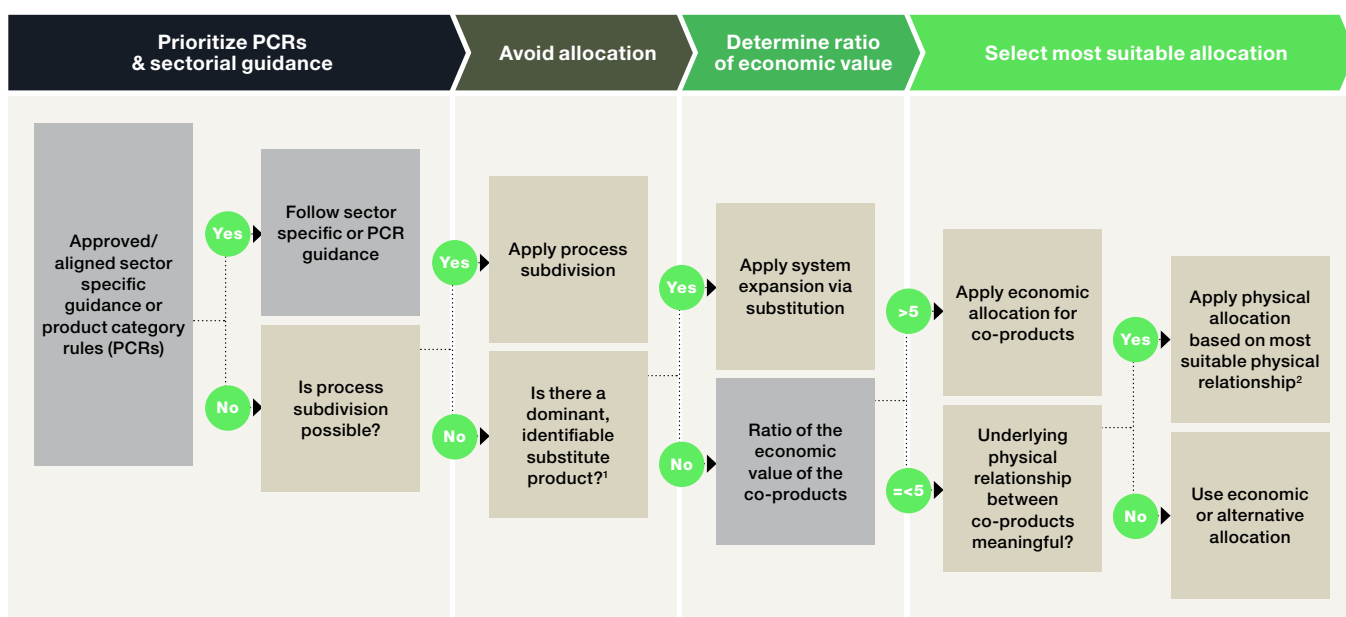 Prioritize PCRs
& sectorial guidance
Avoid allocation
Determine ratio
of economic value
Select most suitable allocation
Approved/
aligned sector
specific
guidance or
product category
rules (PCRs)
Yes
No
Follow sector
specific or PCR
guidance
Is process
subdivision
possible?
Yes
No
Apply process
subdivision
Is there a
dominant,
identifiable
substitute
product?¹
Yes
No
Apply system
expansion via
substitution
Ratio of the
economic
value of the
co-products
>5
=<5
Apply economic
allocation for
co-products
Underlying
physical
relationship
between
co-products
meaningful?
Yes
No
Apply physical
allocation
based on most
suitable physical
relationship²
Use economic
or alternative
allocation